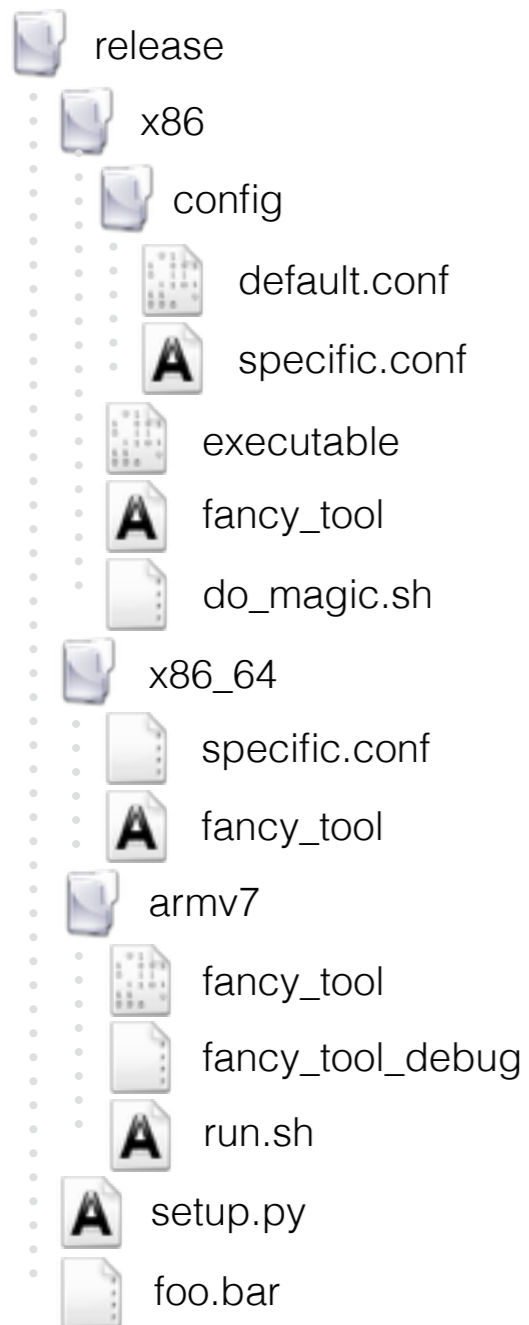 release
x86
config
default.conf
specific.conf
executable
fancy_tool
do_magic.sh
x86_64
specific.conf
fancy_tool
armv7
fancy_tool
fancy_tool_debug
run.sh
setup.py
foo.bar